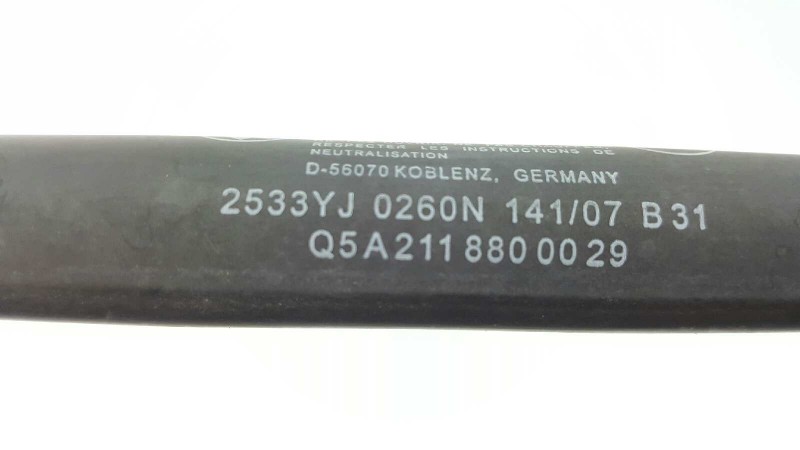 RESPECTER LES INSTRUCTIONS DE
NEUTRALISATION
D-56070 KOBLENZ, GERMANY
2533YJ 0260N 141/07 B31
Q5A211 880 00 29